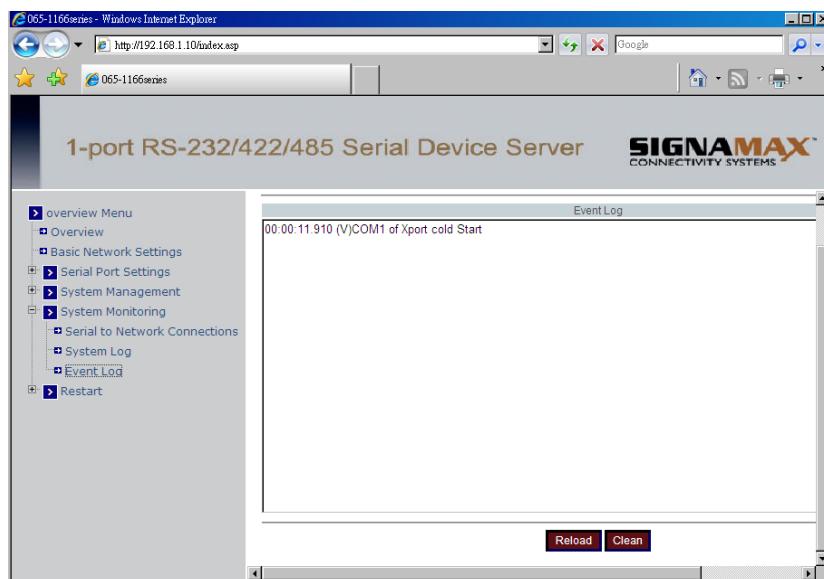 065-1166series - Windows Internet Explorer
http://192.168.1.10/index.asp
Google
065-1166series
1-port RS-232/422/485 Serial Device Server
SIGNAMAX™
CONNECTIVITY SYSTEMS
overview Menu
Overview
Basic Network Settings
Serial Port Settings
System Management
System Monitoring
Serial to Network Connections
System Log
Event Log
Restart
Event Log
00:00:11.910 (V)COM1 of Xport cold Start
Reload Clean